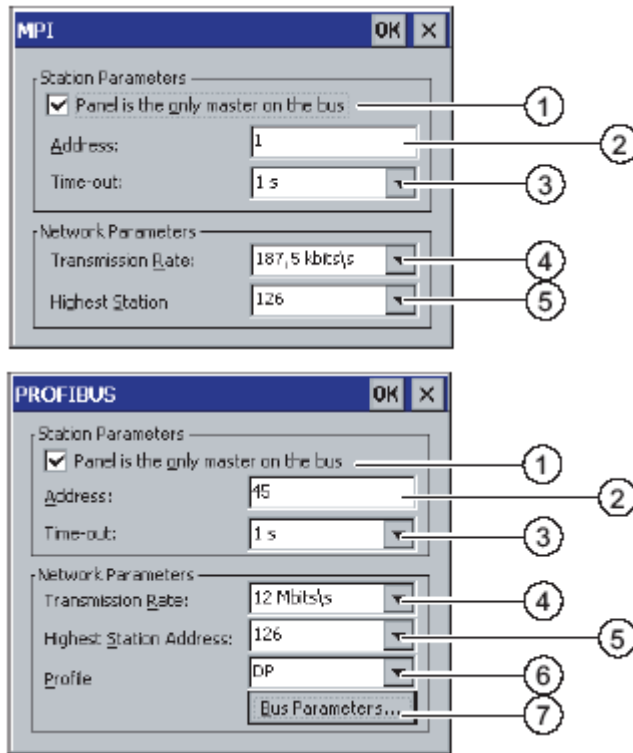 MPI OK ×
Station Parameters
Panel is the only master on the bus 1
Address: 1 2
Time-out: 1 s 3
Network Parameters
Transmission Rate: 187,5 kbits\s 4
Highest Station 126 5
PROFIBUS OK ×
Station Parameters
Panel is the only master on the bus 1
Address: 45 2
Time-out: 1 s 3
Network Parameters
Transmission Rate: 12 Mbits\s 4
Highest Station Address: 126 5
Profile DP 6
Bus Parameters... 7